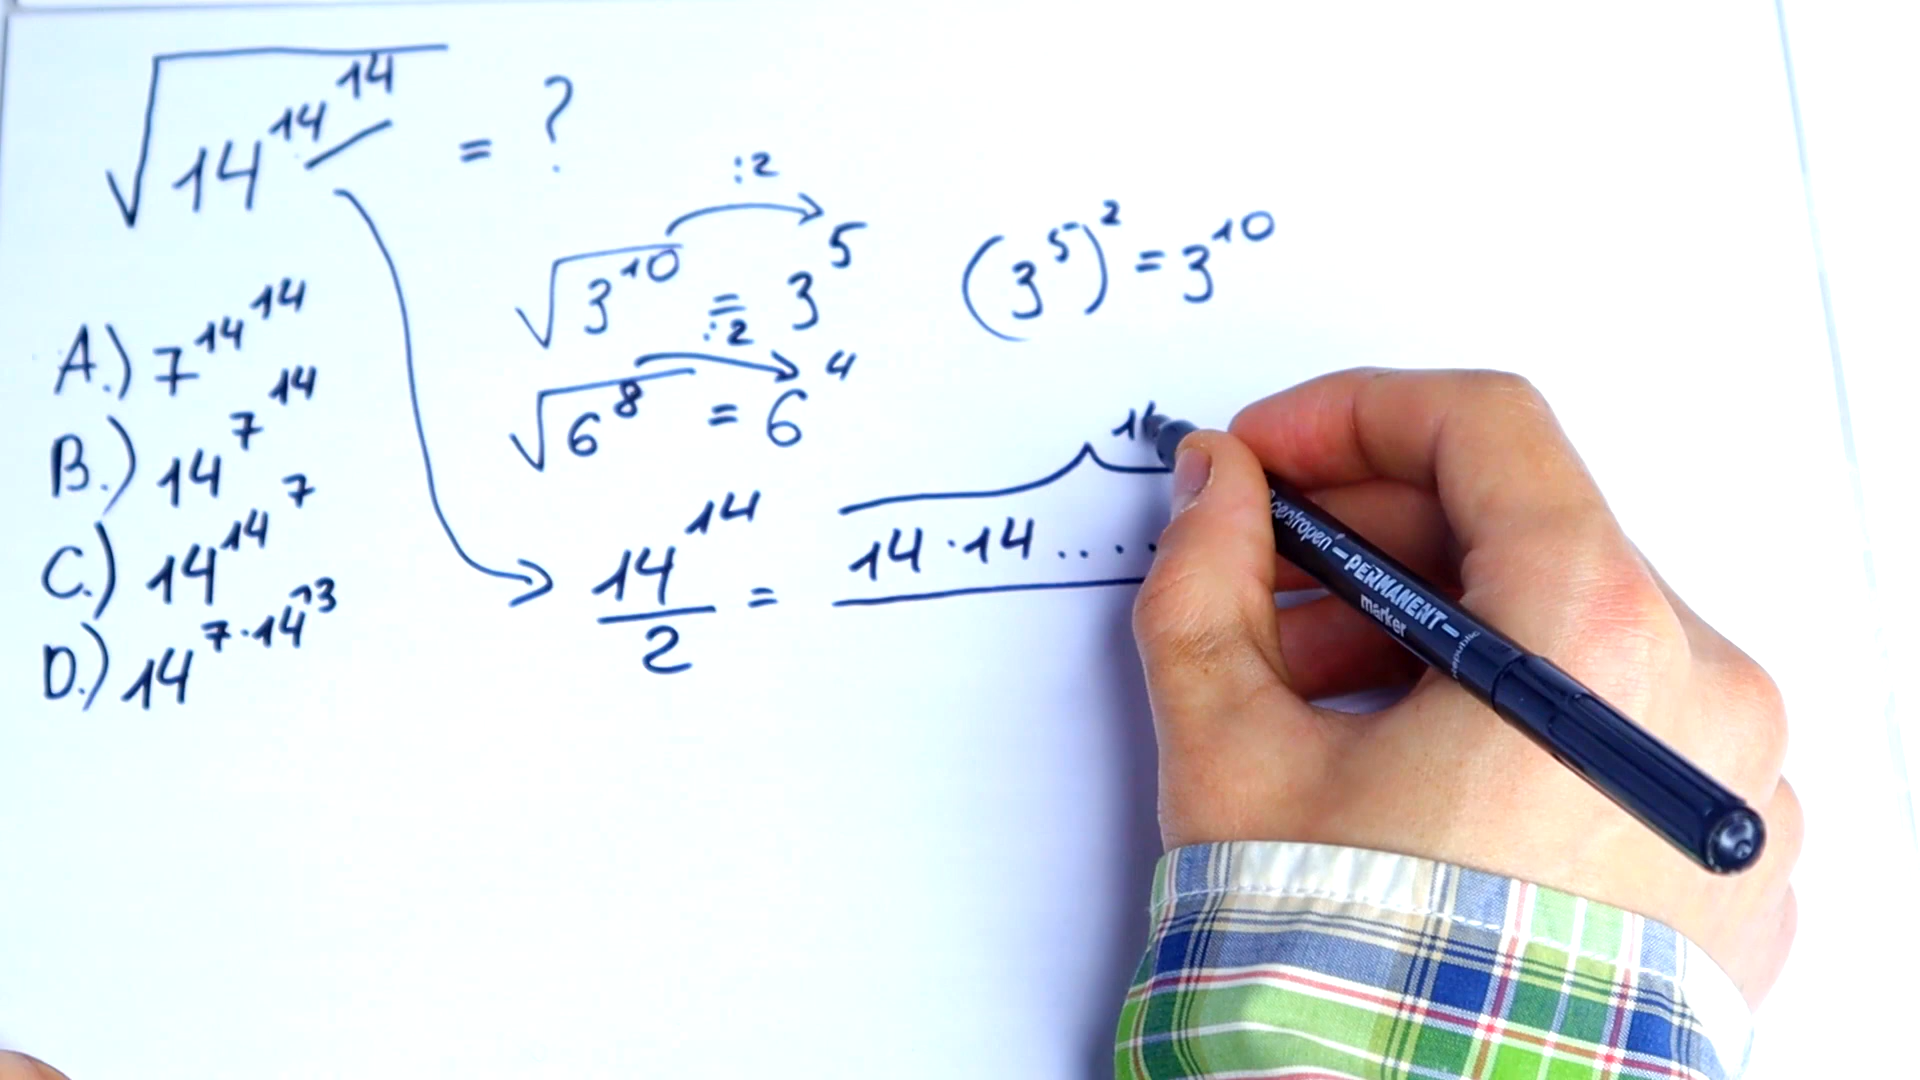 √14^14^14 = ?
:2
√3^10 = 3^5
(3^5)^2 = 3^10
:2
√6^8 = 6^4
A.) 7^14^14
B.) 14^7^14
C.) 14^14^7
D.) 14^7·14^13
14^14/2 = 14·14....
centropen - PERMANENT -
marker